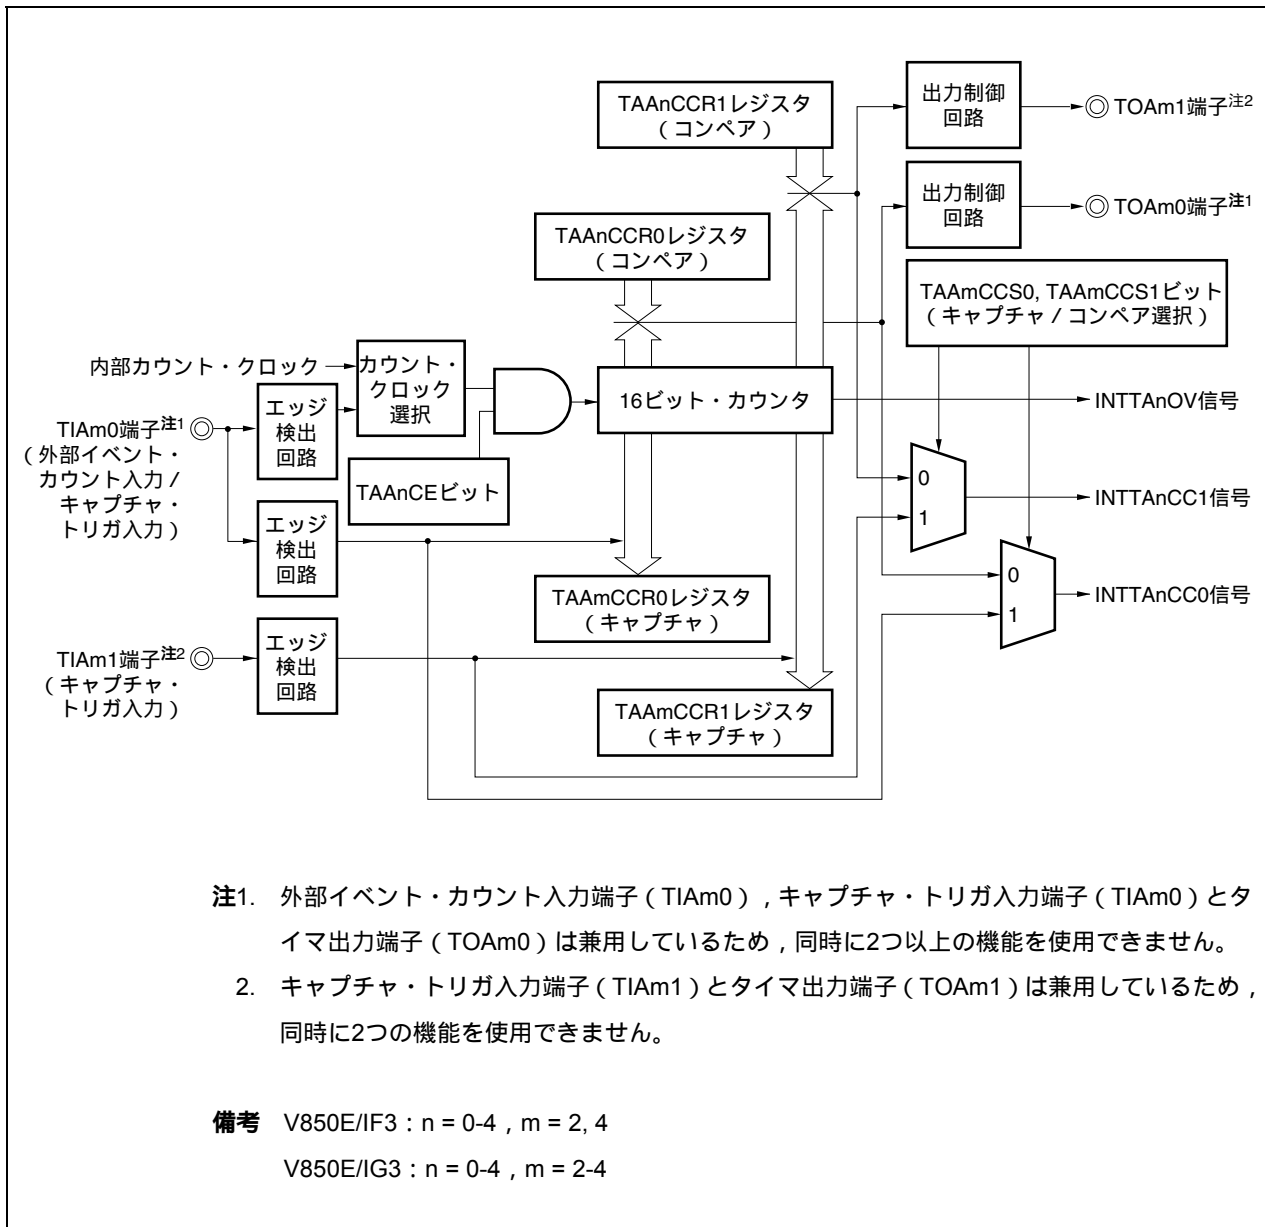 TAAnCCR1レジスタ
(コンペア)
出力制御
回路
TOAm1端子注2
出力制御
回路
TOAm0端子注1
TAAnCCR0レジスタ
(コンペア)
TAAmCCS0, TAAmCCS1ビット
(キャプチャ/コンペア選択)
内部カウント・クロック
カウント・
クロック
選択
16ビット・カウンタ
INTTAnOV信号
TIAm0端子注1
(外部イベント・
カウント入力/
キャプチャ・
トリガ入力)
エッジ
検出
回路
TAAnCEビット
0
1
INTTAnCC1信号
エッジ
検出
回路
TAAmCCR0レジスタ
(キャプチャ)
0
1
INTTAnCC0信号
TIAm1端子注2
(キャプチャ・
トリガ入力)
エッジ
検出
回路
TAAmCCR1レジスタ
(キャプチャ)
注1. 外部イベント・カウント入力端子(TIAm0),キャプチャ・トリガ入力端子(TIAm0)とタ
イマ出力端子(TOAm0)は兼用しているため,同時に2つ以上の機能を使用できません。
2. キャプチャ・トリガ入力端子(TIAm1)とタイマ出力端子(TOAm1)は兼用しているため,
同時に2つの機能を使用できません。
備考 V850E/IF3:n = 0-4,m = 2, 4
V850E/IG3:n = 0-4,m = 2-4